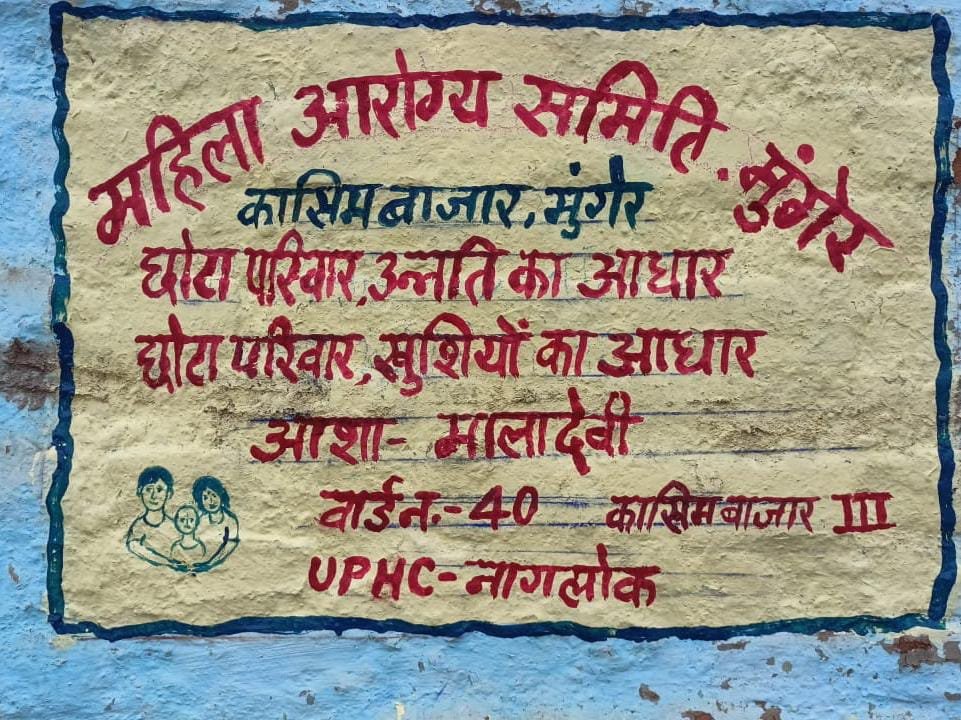 महिला आरोग्य समिति. मुंगेर
कासिम बाजार, मुंगेर
छोटा परिवार, उन्नति का आधार
छोटा परिवार, खुशियों का आधार
आशा- माला देवी
वार्ड न.-40 कासिम बाजार III
UPHC-नागलोक